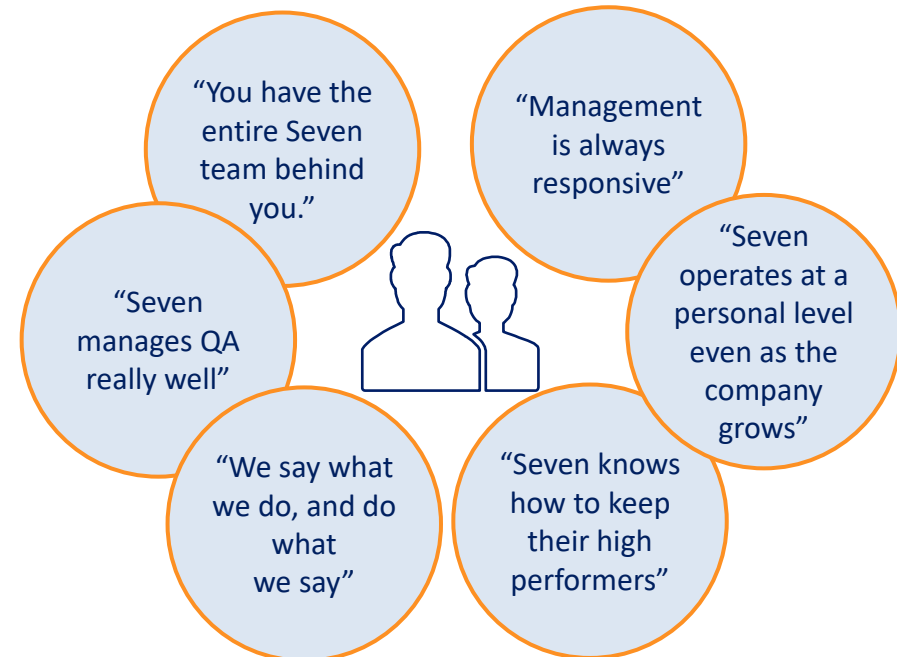 “You have the
entire Seven
team behind
you.”
“Management
is always
responsive”
“Seven
operates at a
personal level
even as the
company
grows”
“Seven
manages QA
really well”
“We say what
we do, and do
what
we say”
“Seven knows
how to keep
their high
performers”